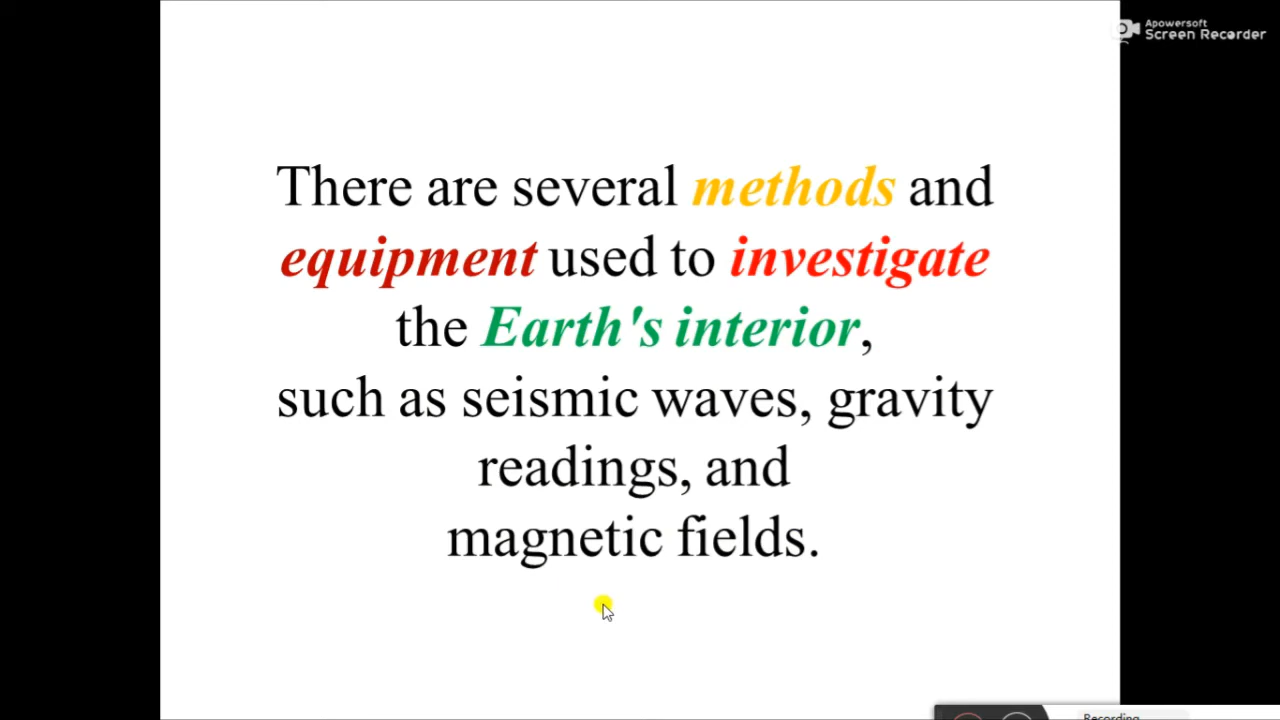 Apowersoft
Screen Recorder
There are several methods and
equipment used to investigate
the Earth's interior,
such as seismic waves, gravity
readings, and
magnetic fields.
Recording